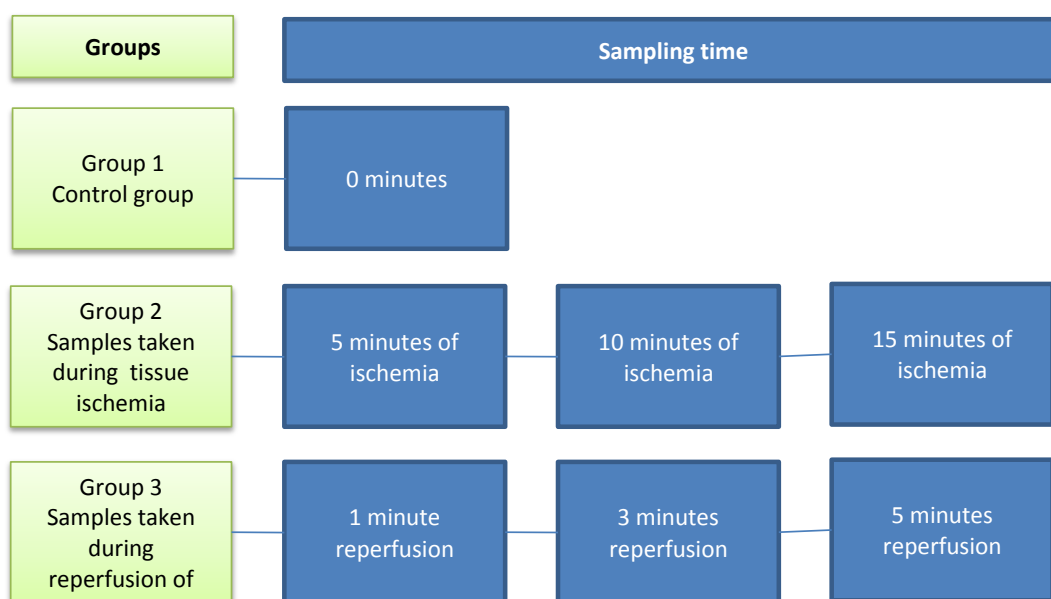 Groups
Sampling time
Group 1
Control group
0 minutes
Group 2
Samples taken
during tissue
ischemia
5 minutes of
ischemia
10 minutes of
ischemia
15 minutes of
ischemia
Group 3
Samples taken
during
reperfusion of
1 minute
reperfusion
3 minutes
reperfusion
5 minutes
reperfusion